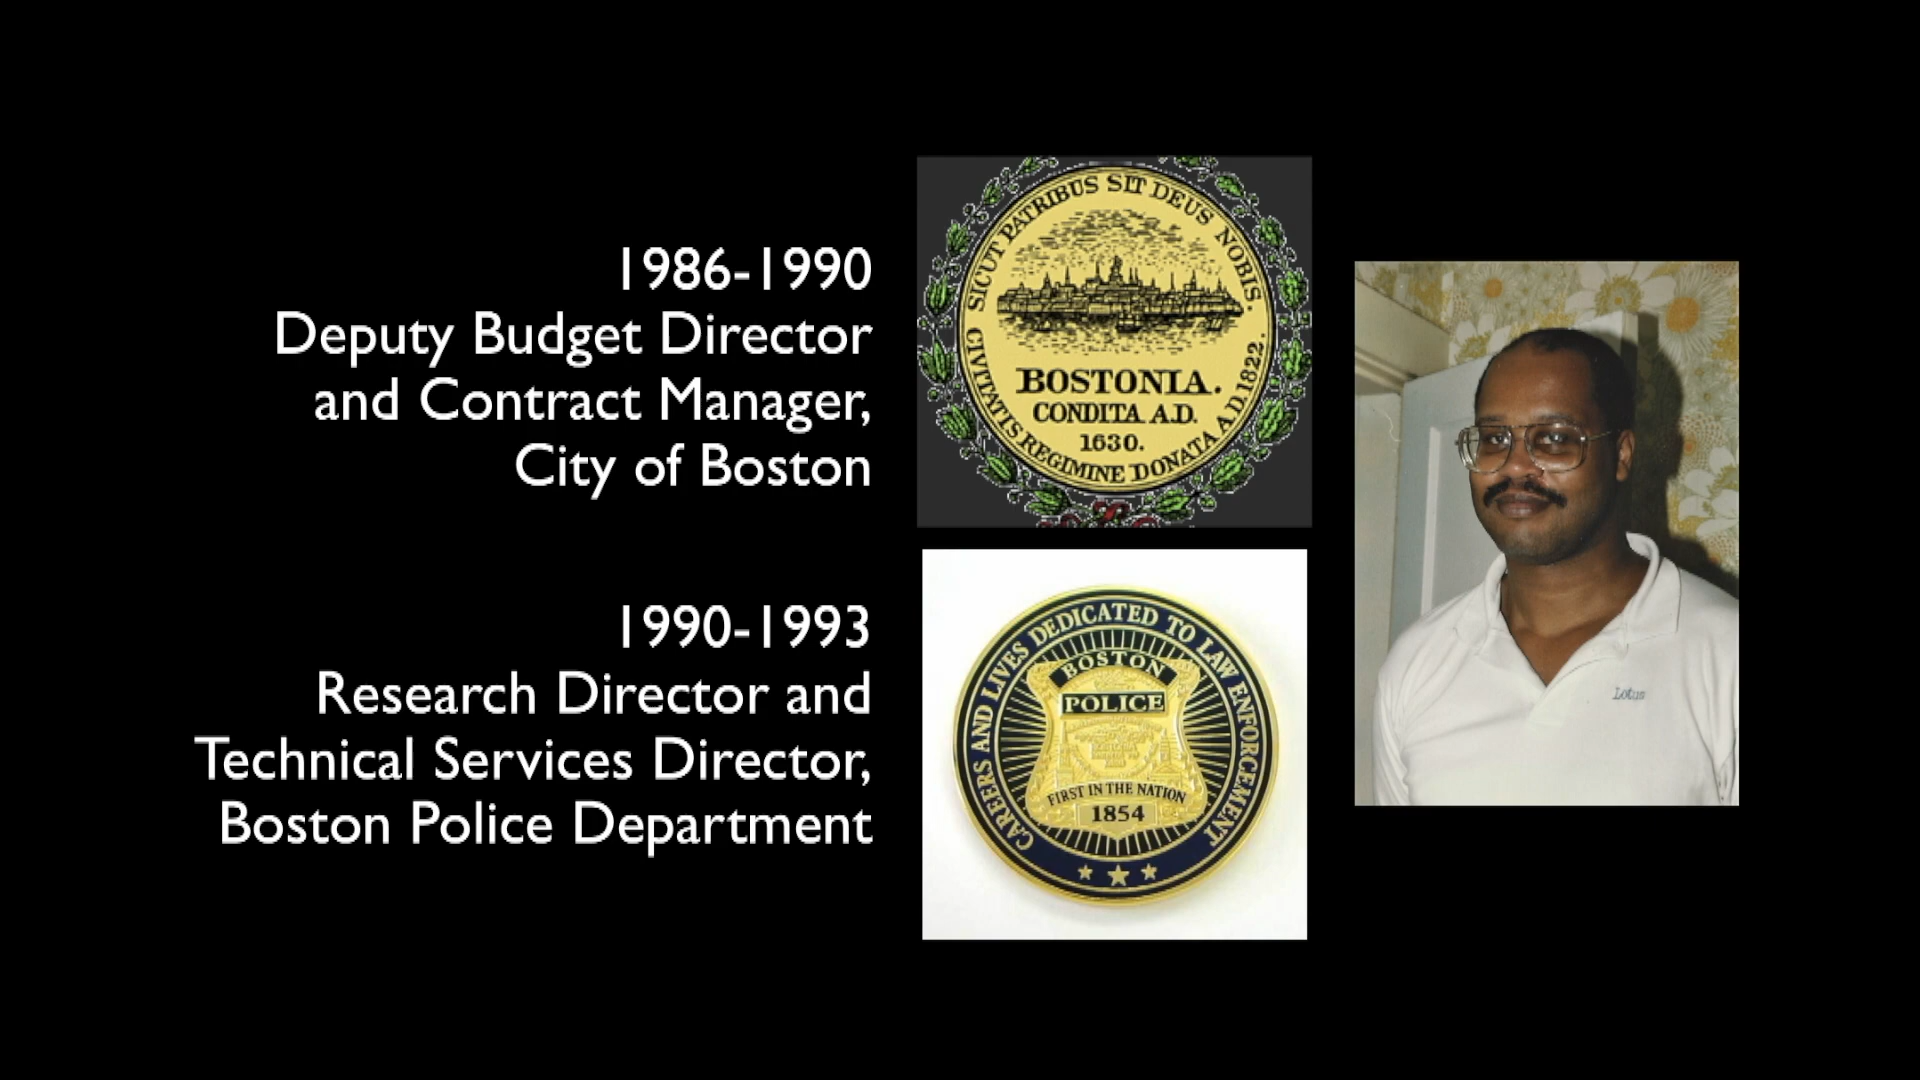 1986-1990
Deputy Budget Director
and Contract Manager,
City of Boston
1990-1993
Research Director and
Technical Services Director,
Boston Police Department
SICUT PATRIBUS SIT DEUS NOBIS.
BOSTONIA.
CONDITA A.D.
1630.
CIVITATIS REGIMINE DONATA A.D. 1822.
CAREERS AND LIVES DEDICATED TO LAW ENFORCEMENT
BOSTON
POLICE
FIRST IN THE NATION
1854
Lotus